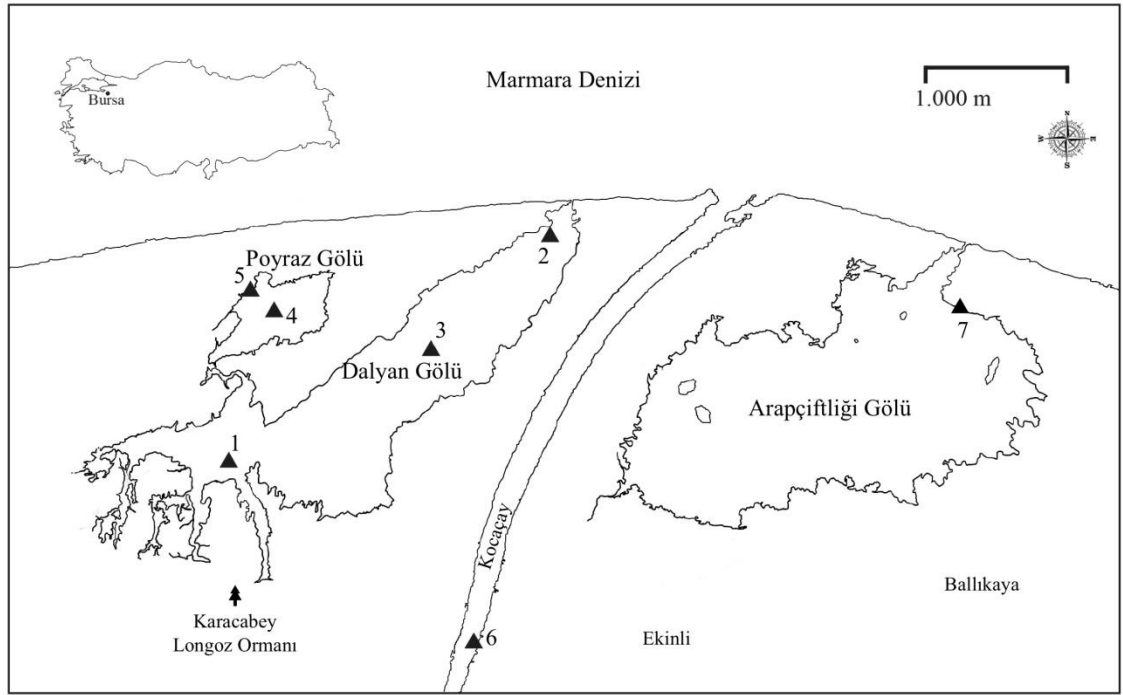 Marmara Denizi
Bursa
1.000 m
N
W
E
S
Poyraz Gölü
2
5
4
3
7
Dalyan Gölü
Arapçiftliği Gölü
1
Kocaçay
Ballıkaya
Karacabey
Longoz Ormanı
6
Ekinli